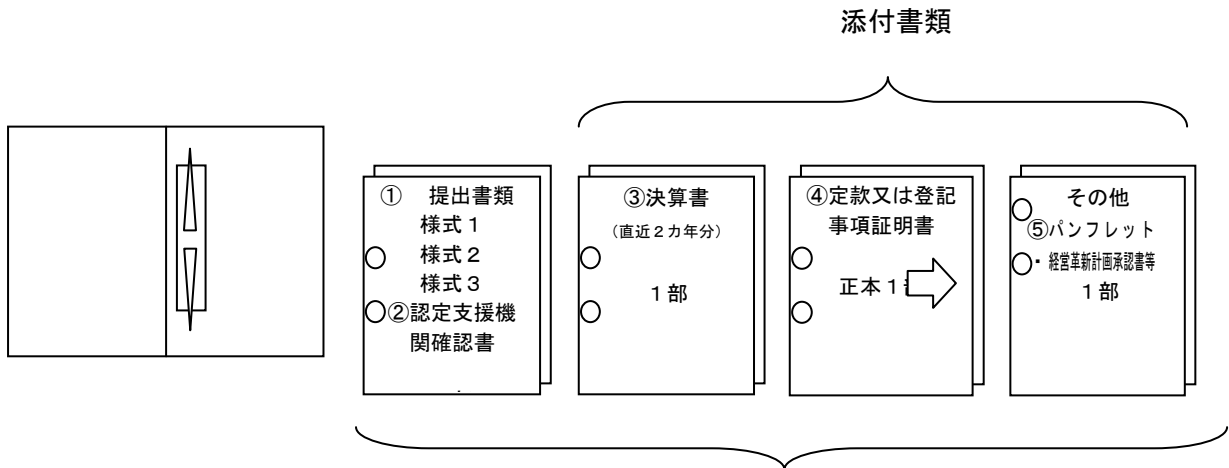 添付書類
① 提出書類
様式１
様式２
様式３
②認定支援機
関確認書
③決算書
（直近２カ年分）
１部
④定款又は登記
事項証明書
正本１
その他
⑤パンフレット
・経営革新計画承認書等
１部